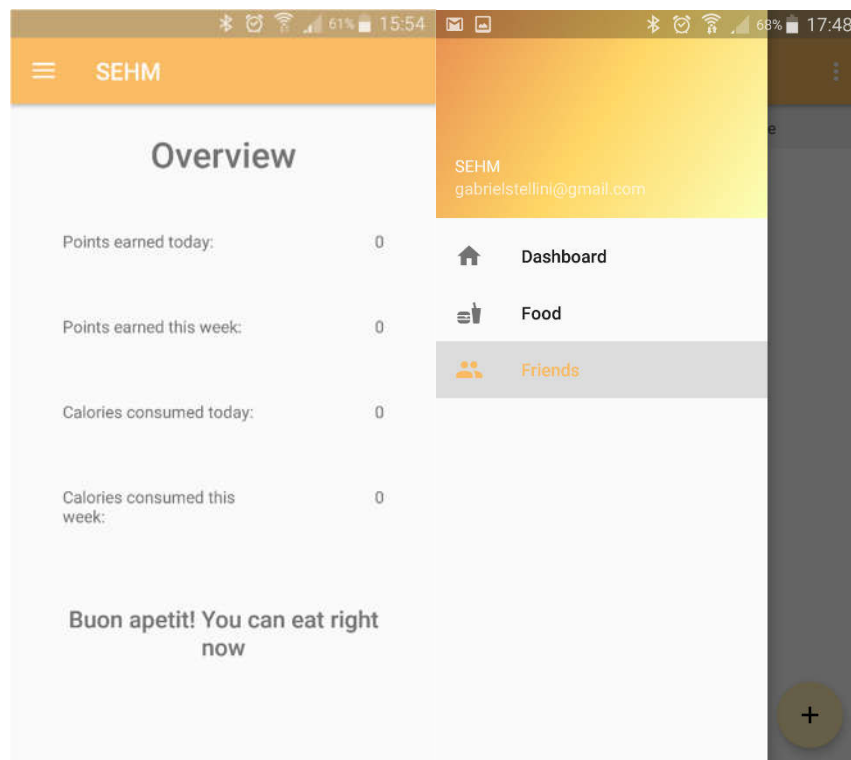 61% 15:54
SEHM
Overview
Points earned today: 0
Points earned this week: 0
Calories consumed today: 0
Calories consumed this 0
week:
Buon apetit! You can eat right
now
68% 17:48
SEHM
gabrielstellini@gmail.com
Dashboard
Food
Friends
e
+